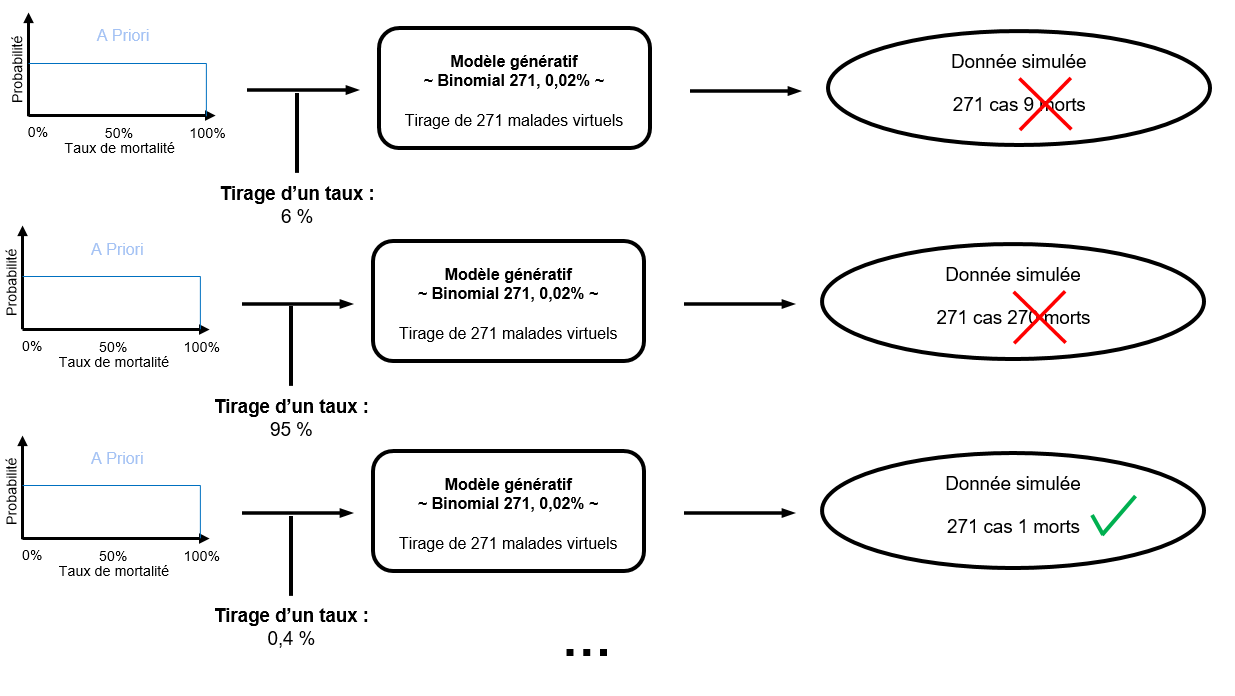 Probabilité
A Priori
0%
50%
100%
Taux de mortalité
Tirage d’un taux :
6 %
Modèle génératif
~ Binomial 271, 0,02% ~
Tirage de 271 malades virtuels
Donnée simulée
271 cas 9 morts
Probabilité
A Priori
0%
50%
100%
Taux de mortalité
Tirage d’un taux :
95 %
Modèle génératif
~ Binomial 271, 0,02% ~
Tirage de 271 malades virtuels
Donnée simulée
271 cas 270 morts
Probabilité
A Priori
0%
50%
100%
Taux de mortalité
Tirage d’un taux :
0,4 %
Modèle génératif
~ Binomial 271, 0,02% ~
Tirage de 271 malades virtuels
Donnée simulée
271 cas 1 morts
...